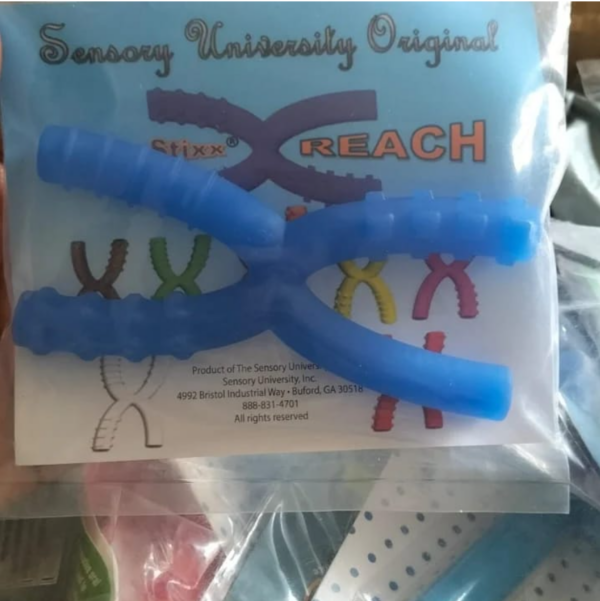 Sensory University Original
Stixx® REACH
Product of The Sensory Univers
Sensory University, Inc.
4992 Bristol Industrial Way • Buford, GA 30518
888-831-4701
All rights reserved